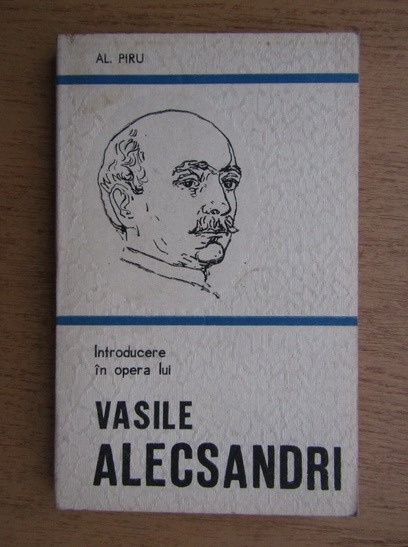 AL. PIRU
Introducere
în opera lui
VASILE
ALECSANDRI